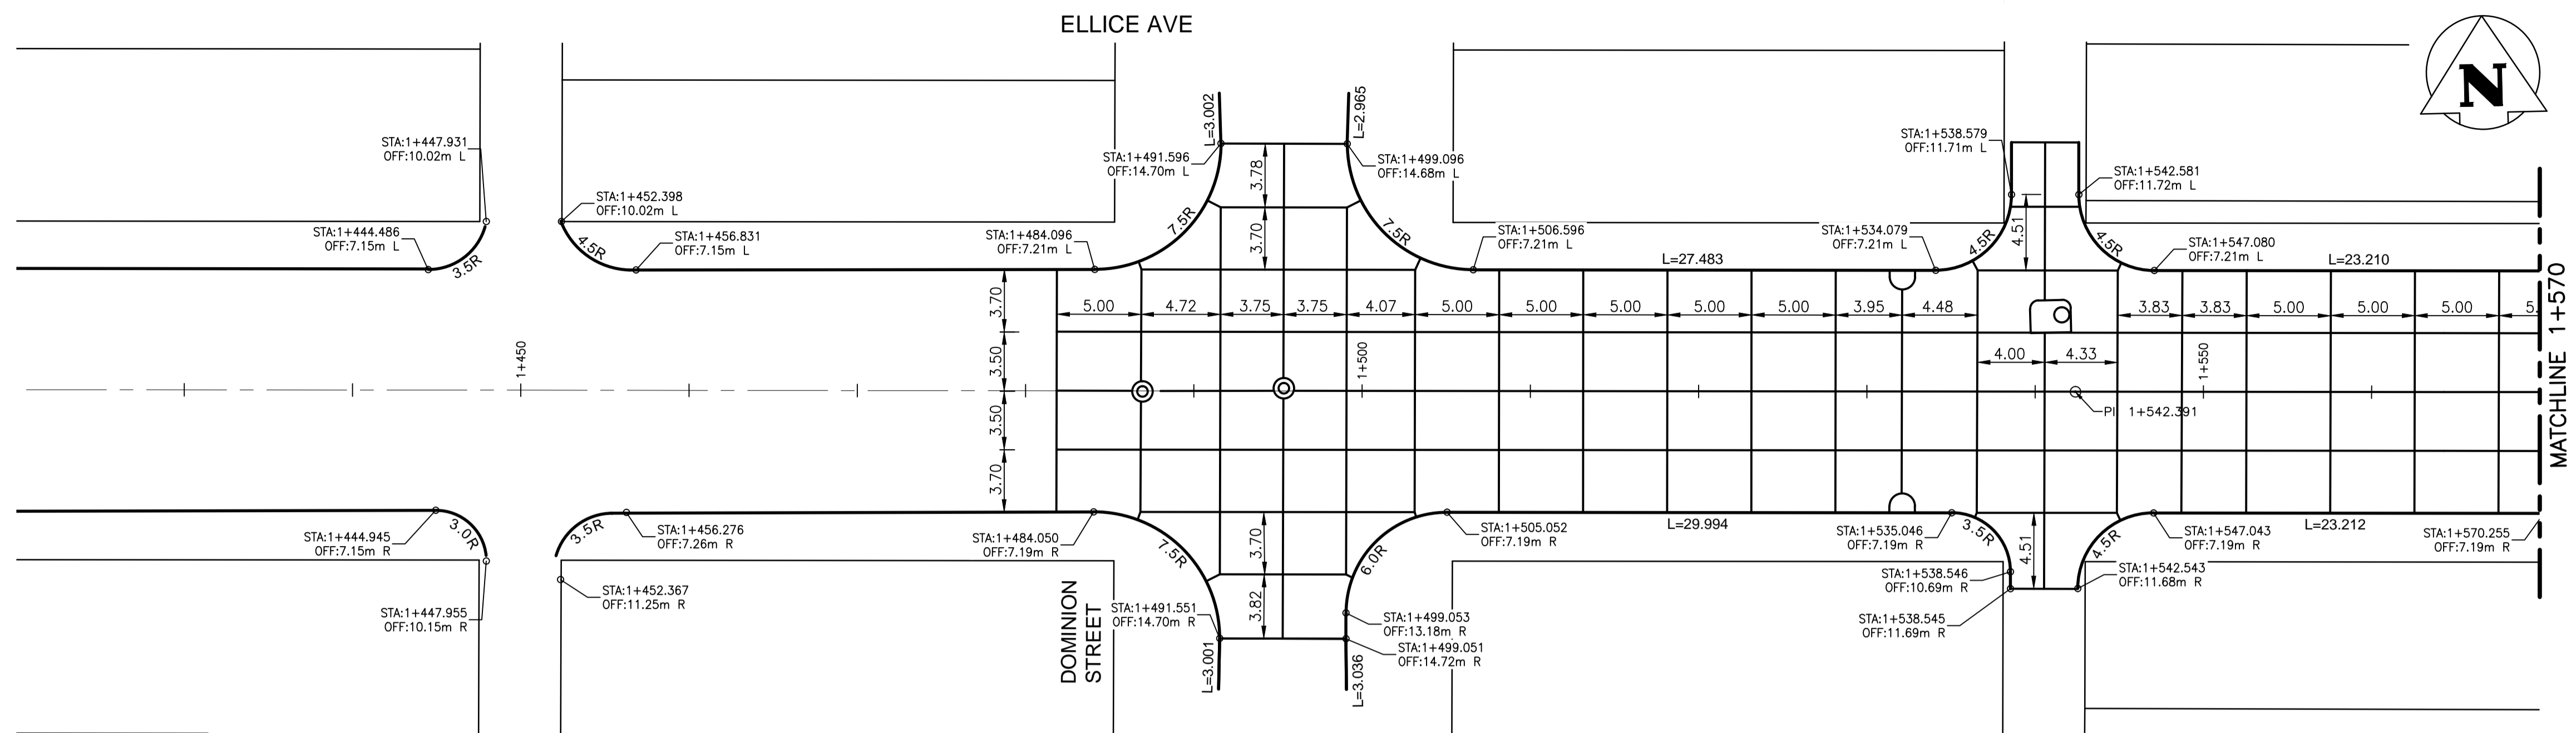 ELLICE AVE
N
STA:1+447.931
OFF:10.02m L
STA:1+452.398
OFF:10.02m L
STA:1+444.486
OFF:7.15m L
3.5R
4.5R
STA:1+456.831
OFF:7.15m L
STA:1+484.096
OFF:7.21m L
L=3.002
L=2.965
STA:1+491.596
OFF:14.70m L
STA:1+499.096
OFF:14.68m L
3.78
3.70
7.5R
7.5R
STA:1+506.596
OFF:7.21m L
L=27.483
STA:1+534.079
OFF:7.21m L
STA:1+538.579
OFF:11.71m L
STA:1+542.581
OFF:11.72m L
4.5R
4.51
4.5R
STA:1+547.080
OFF:7.21m L
L=23.210
MATCHLINE 1+570
3.70
3.50
3.50
3.70
5.00
4.72
3.75
3.75
4.07
5.00
5.00
5.00
5.00
5.00
3.95
4.48
3.83
3.83
5.00
5.00
5.00
5.
4.00
4.33
1+450
1+500
1+550
PI 1+542.391
STA:1+444.945
OFF:7.15m R
3.0R
STA:1+447.955
OFF:10.15m R
3.5R
STA:1+456.276
OFF:7.26m R
STA:1+452.367
OFF:11.25m R
STA:1+484.050
OFF:7.19m R
DOMINION
STREET
7.5R
STA:1+491.551
OFF:14.70m R
L=3.001
3.70
3.82
6.0R
STA:1+505.052
OFF:7.19m R
STA:1+499.053
OFF:13.18m R
STA:1+499.051
OFF:14.72m R
L=3.036
L=29.994
STA:1+535.046
OFF:7.19m R
3.5R
STA:1+538.546
OFF:10.69m R
STA:1+538.545
OFF:11.69m R
4.51
4.5R
STA:1+547.043
OFF:7.19m R
STA:1+542.543
OFF:11.68m R
L=23.212
STA:1+570.255
OFF:7.19m R